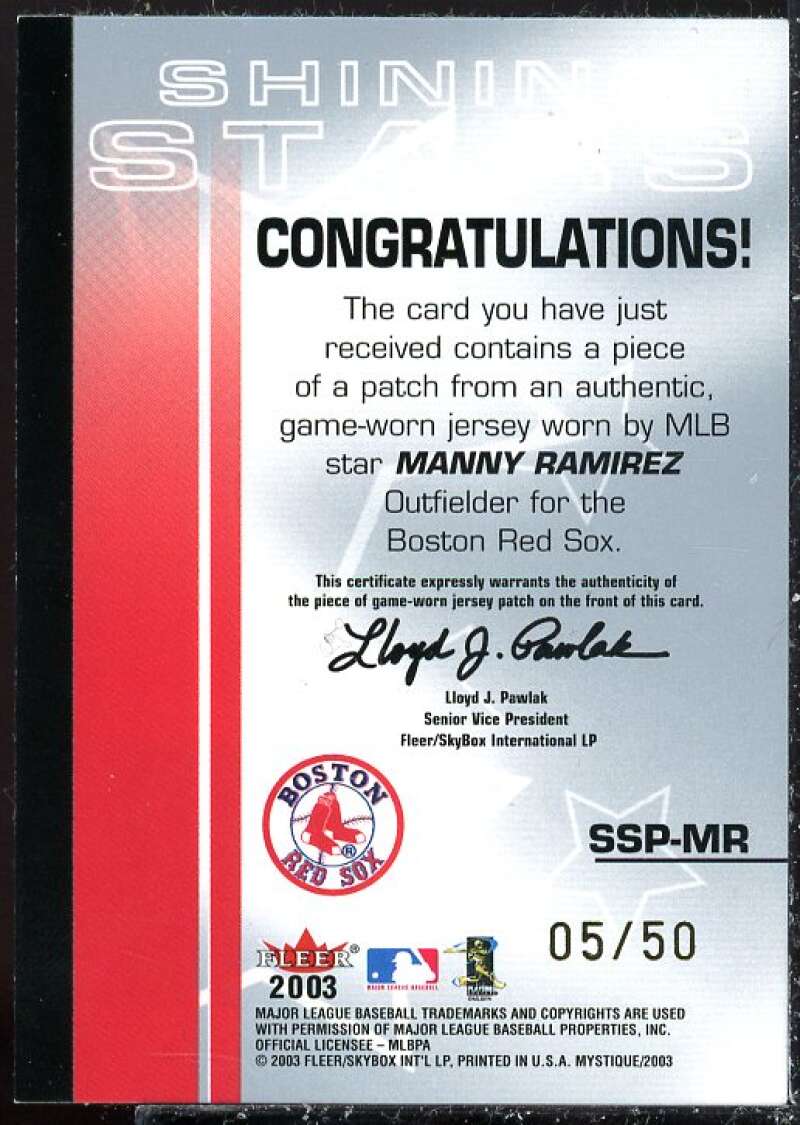 SHINING
STARS
CONGRATULATIONS!
The card you have just
received contains a piece
of a patch from an authentic,
game-worn jersey worn by MLB
star MANNY RAMIREZ
Outfielder for the
Boston Red Sox.
This certificate expressly warrants the authenticity of
the piece of game-worn jersey patch on the front of this card.
Lloyd J. Pawlak
Lloyd J. Pawlak
Senior Vice President
Fleer/SkyBox International LP
BOSTON
RED SOX
®
SSP-MR
05/50
FLEER®
2003
MAJOR LEAGUE BASEBALL
MAJOR LEAGUE BASEBALL TRADEMARKS AND COPYRIGHTS ARE USED
WITH PERMISSION OF MAJOR LEAGUE BASEBALL PROPERTIES, INC.
OFFICIAL LICENSEE – MLBPA
© 2003 FLEER/SKYBOX INT'L LP, PRINTED IN U.S.A. MYSTIQUE/2003